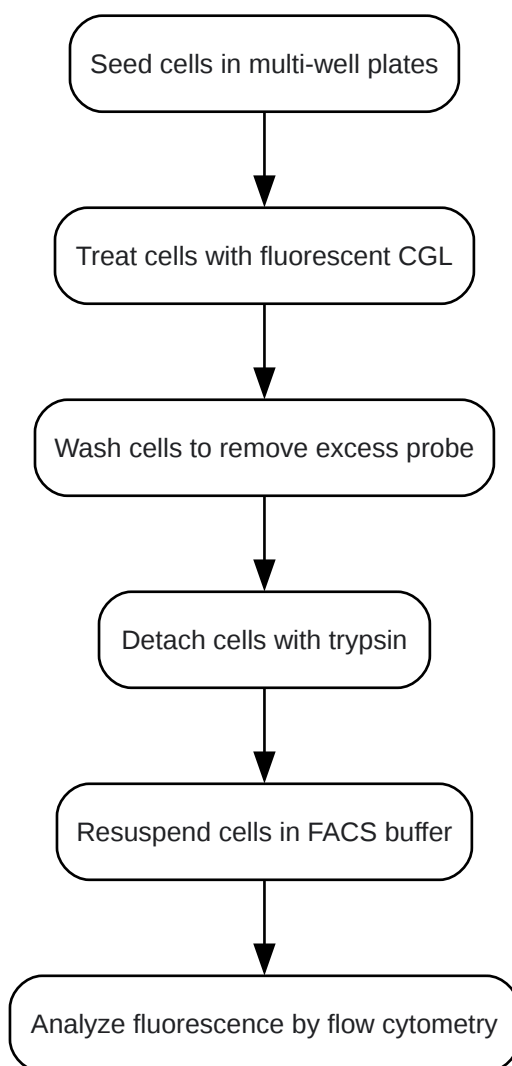 Seed cells in multi-well plates
Treat cells with fluorescent CGL
Wash cells to remove excess probe
Detach cells with trypsin
Resuspend cells in FACS buffer
Analyze fluorescence by flow cytometry